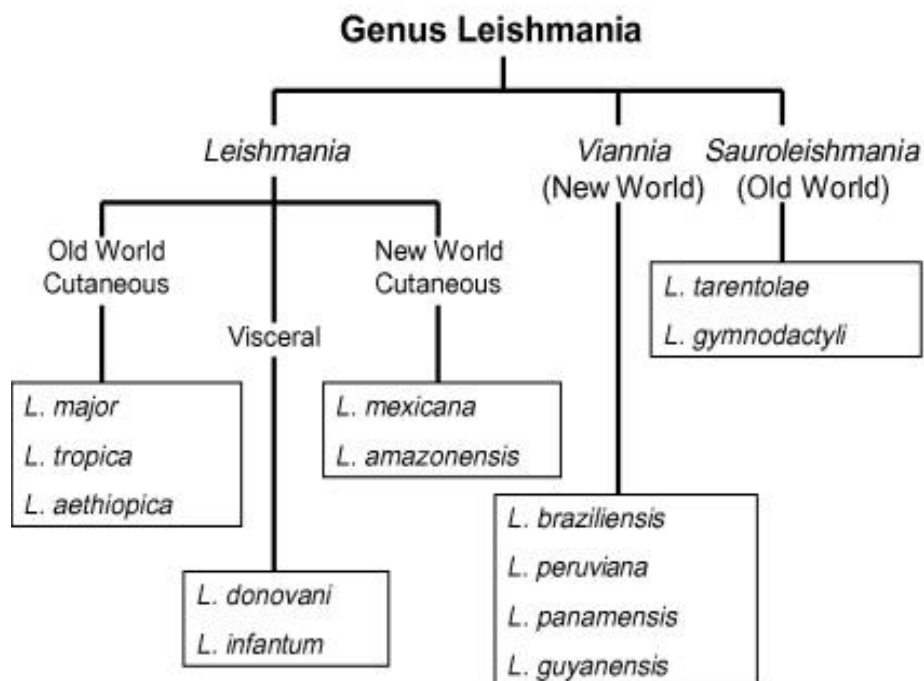 Genus Leishmania
Leishmania
Viannia
(New World)
Sauroleishmania
(Old World)
Old World
Cutaneous
Visceral
New World
Cutaneous
L. major
L. tropica
L. aethiopica
L. donovani
L. infantum
L. mexicana
L. amazonensis
L. braziliensis
L. peruviana
L. panamensis
L. guyanensis
L. tarentolae
L. gymnodactyli